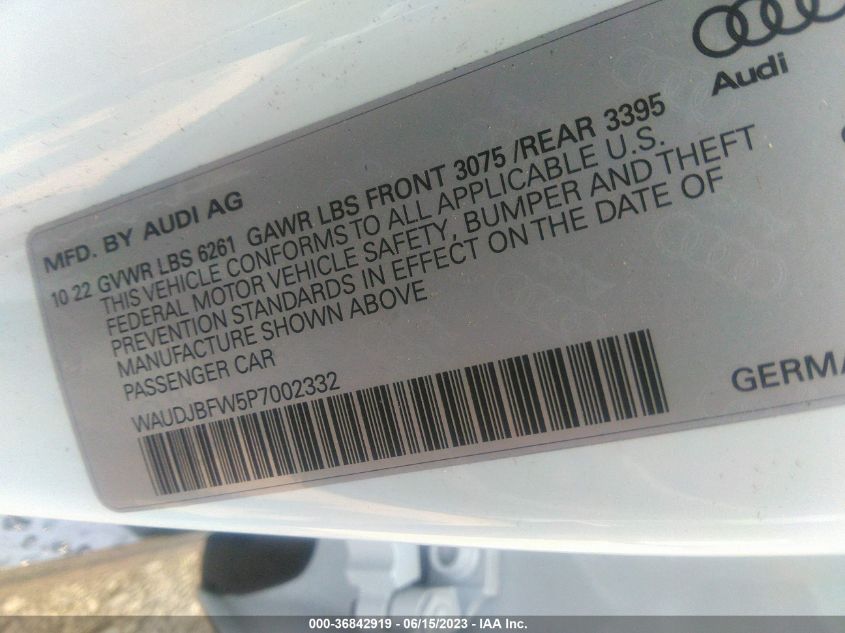 Audi
MFD. BY AUDI AG
10 22 GVWR LBS 6261 GAWR LBS FRONT 3075 /REAR 3395
THIS VEHICLE CONFORMS TO ALL APPLICABLE U.S.
FEDERAL MOTOR VEHICLE SAFETY, BUMPER AND THEFT
PREVENTION STANDARDS IN EFFECT ON THE DATE OF
MANUFACTURE SHOWN ABOVE
PASSENGER CAR
WAUDJBFW5P7002332
GERMA
000-36842919 - 06/15/2023 - IAA Inc.